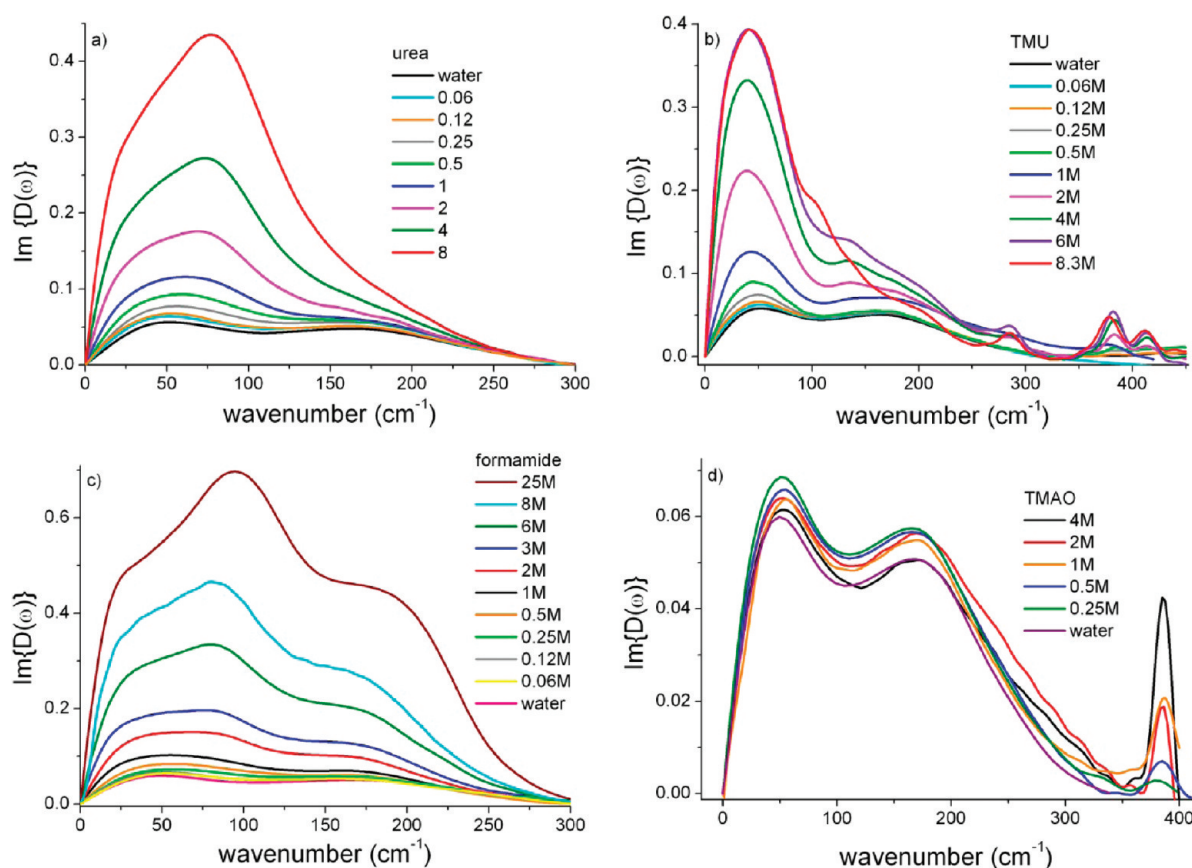 a)
urea
water
0.06
0.12
0.25
0.5
1
2
4
8
Im {D(ω)}
0.4
0.3
0.2
0.1
0.0
0 50 100 150 200 250 300
wavenumber (cm⁻¹)
b)
TMU
water
0.06M
0.12M
0.25M
0.5M
1M
2M
4M
6M
8.3M
Im {D(ω)}
0.4
0.3
0.2
0.1
0.0
0 100 200 300 400
wavenumber (cm⁻¹)
c)
formamide
25M
8M
6M
3M
2M
1M
0.5M
0.25M
0.12M
0.06M
water
Im{D(ω)}
0.6
0.4
0.2
0.0
0 50 100 150 200 250 300
wavenumber (cm⁻¹)
d)
TMAO
4M
2M
1M
0.5M
0.25M
water
Im{D(ω)}
0.06
0.04
0.02
0.00
0 100 200 300 400
wavenumber (cm⁻¹)